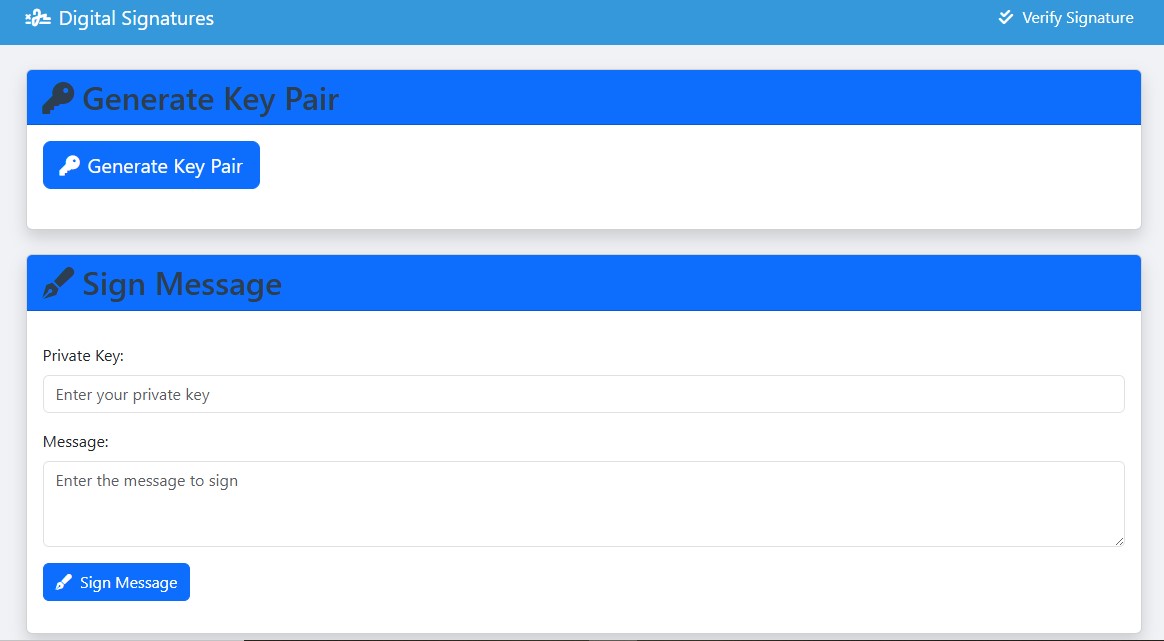 Digital Signatures
Verify Signature
Generate Key Pair
Generate Key Pair
Sign Message
Private Key:
Enter your private key
Message:
Enter the message to sign
Sign Message